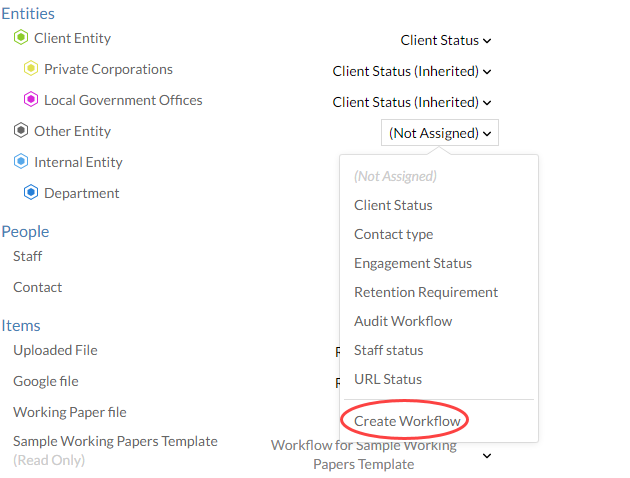 Entities
Client Entity
Client Status
Private Corporations
Client Status (Inherited)
Local Government Offices
Client Status (Inherited)
Other Entity
(Not Assigned)
Internal Entity
Department
(Not Assigned)
Client Status
Contact type
Engagement Status
Retention Requirement
Audit Workflow
Staff status
URL Status
Create Workflow
People
Staff
Contact
Items
Uploaded File
Google file
Working Paper file
Sample Working Papers Template
(Read Only)
Workflow for Sample Working
Papers Template